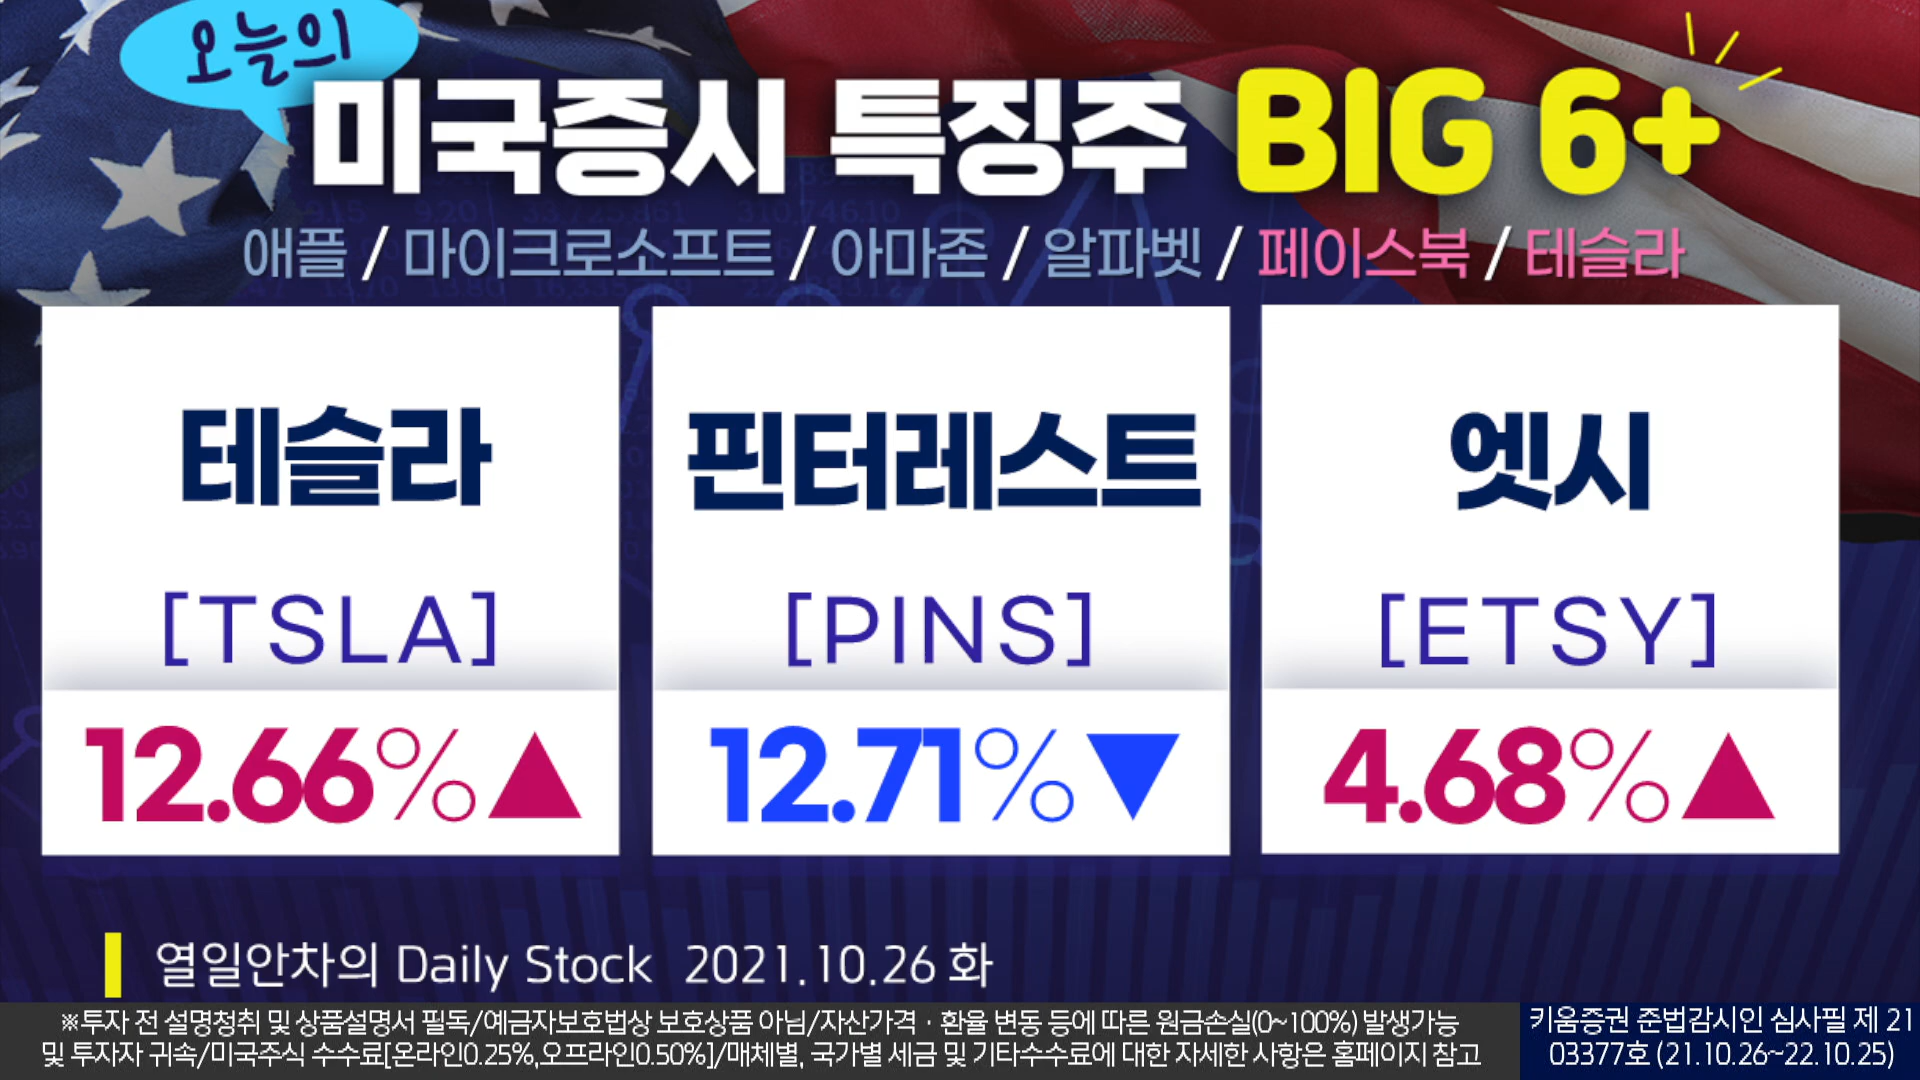 오늘의
미국증시 특징주 BIG 6+
애플 / 마이크로소프트 / 아마존 / 알파벳 / 페이스북 / 테슬라
테슬라
[TSLA]
12.66%▲
핀터레스트
[PINS]
12.71%▼
엣시
[ETSY]
4.68%▲
열일안차의 Daily Stock 2021.10.26 화
※투자 전 설명청취 및 상품설명서 필독/예금자보호법상 보호상품 아님/자산가격 · 환율 변동 등에 따른 원금손실(0~100%) 발생가능
및 투자자 귀속/미국주식 수수료[온라인0.25%,오프라인0.50%]/매체별, 국가별 세금 및 기타수수료에 대한 자세한 사항은 홈페이지 참고
키움증권 준법감시인 심사필 제 21
03377호 (21.10.26~22.10.25)